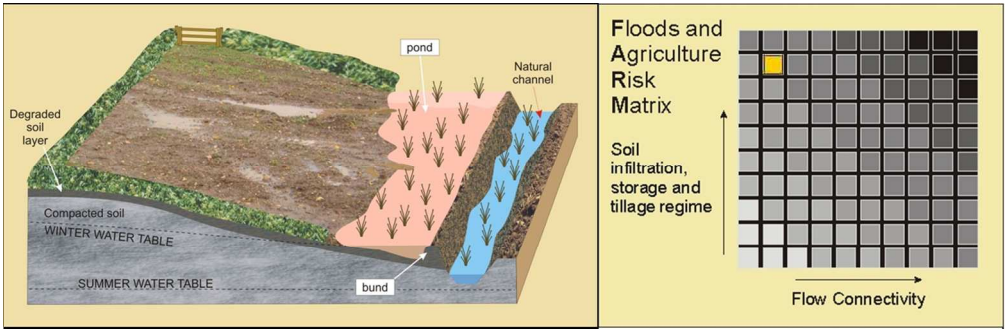 pond
Natural
channel
Degraded
soil
layer
Compacted soil
WINTER WATER TABLE
SUMMER WATER TABLE
bund
Floods and
Agriculture
Risk
Matrix
Soil
infiltration,
storage and
tillage regime
Flow Connectivity